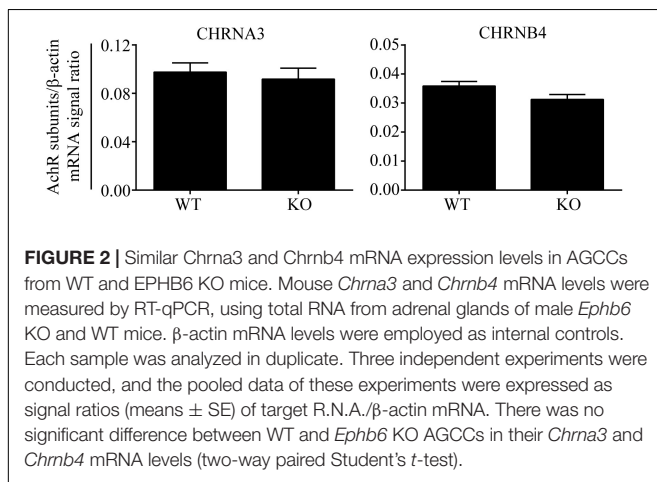 CHRNA3
CHRNB4
AchR subunits/β-actin
mRNA signal ratio
0.12
0.08
0.04
0.00
WT
KO
0.05
0.04
0.03
0.02
0.01
0.00
WT
KO
FIGURE 2 | Similar Chrna3 and Chrnb4 mRNA expression levels in AGCCs
from WT and EPHB6 KO mice. Mouse Chrna3 and Chrnb4 mRNA levels were
measured by RT-qPCR, using total RNA from adrenal glands of male Ephb6
KO and WT mice. β-actin mRNA levels were employed as internal controls.
Each sample was analyzed in duplicate. Three independent experiments were
conducted, and the pooled data of these experiments were expressed as
signal ratios (means ± SE) of target R.N.A./β-actin mRNA. There was no
significant difference between WT and Ephb6 KO AGCCs in their Chrna3 and
Chrnb4 mRNA levels (two-way paired Student's t-test).